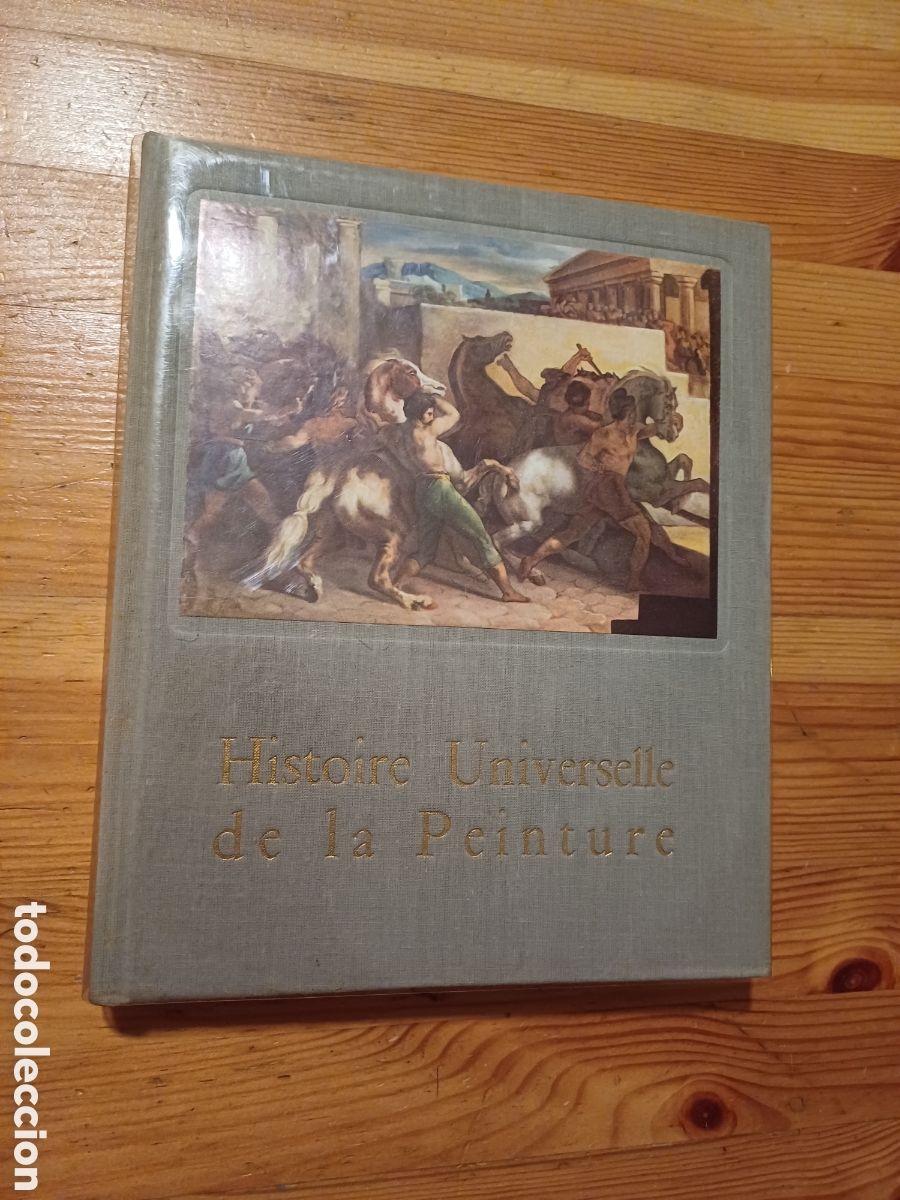 Histoire Universelle
de la Peinture
todocoleccion